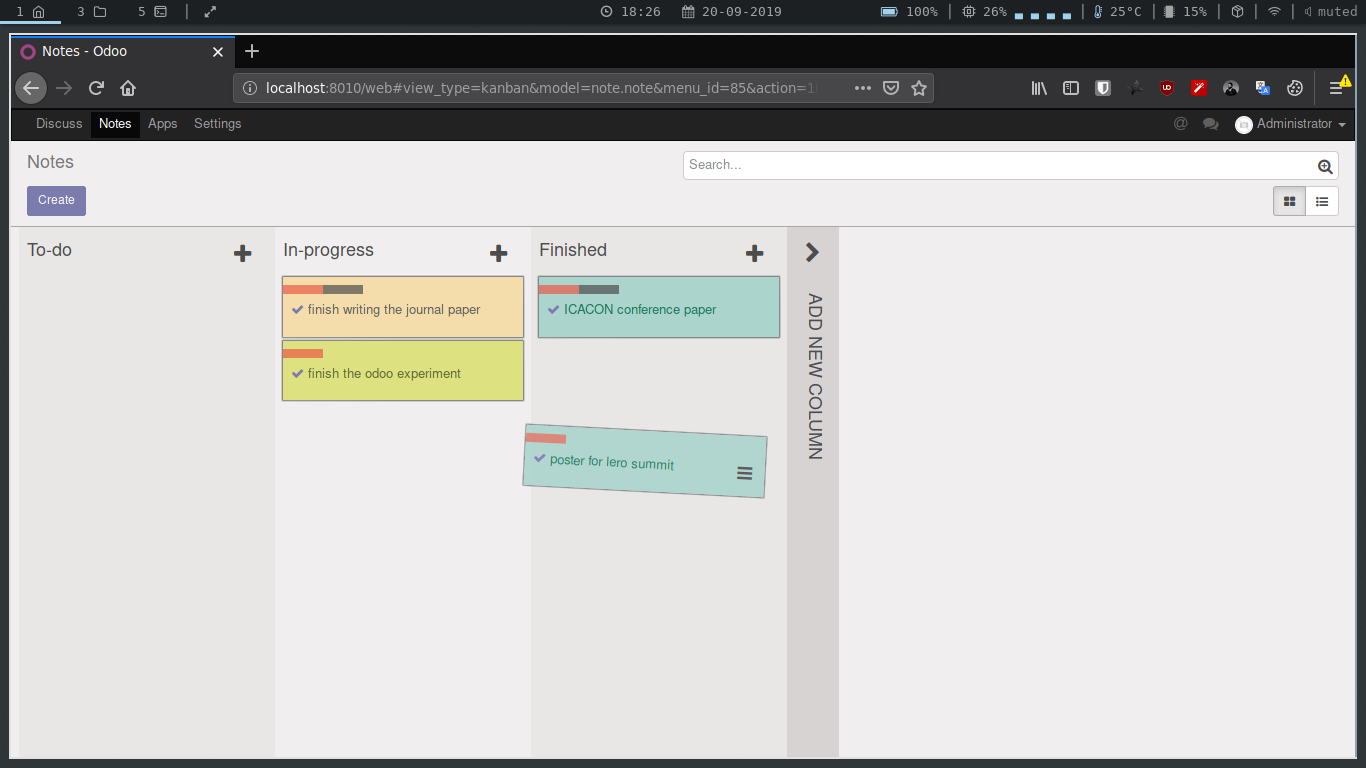 1 3 5 18:26 20-09-2019 100% 26% 25°C 15% muted
Notes - Odoo
localhost:8010/web#view_type=kanban&model=note.note&menu_id=85&action=1
UD
Discuss Notes Apps Settings @ Administrator
Notes Search...
Create
To-do In-progress Finished
finish writing the journal paper ICACON conference paper
finish the odoo experiment
poster for lero summit
ADD NEW COLUMN